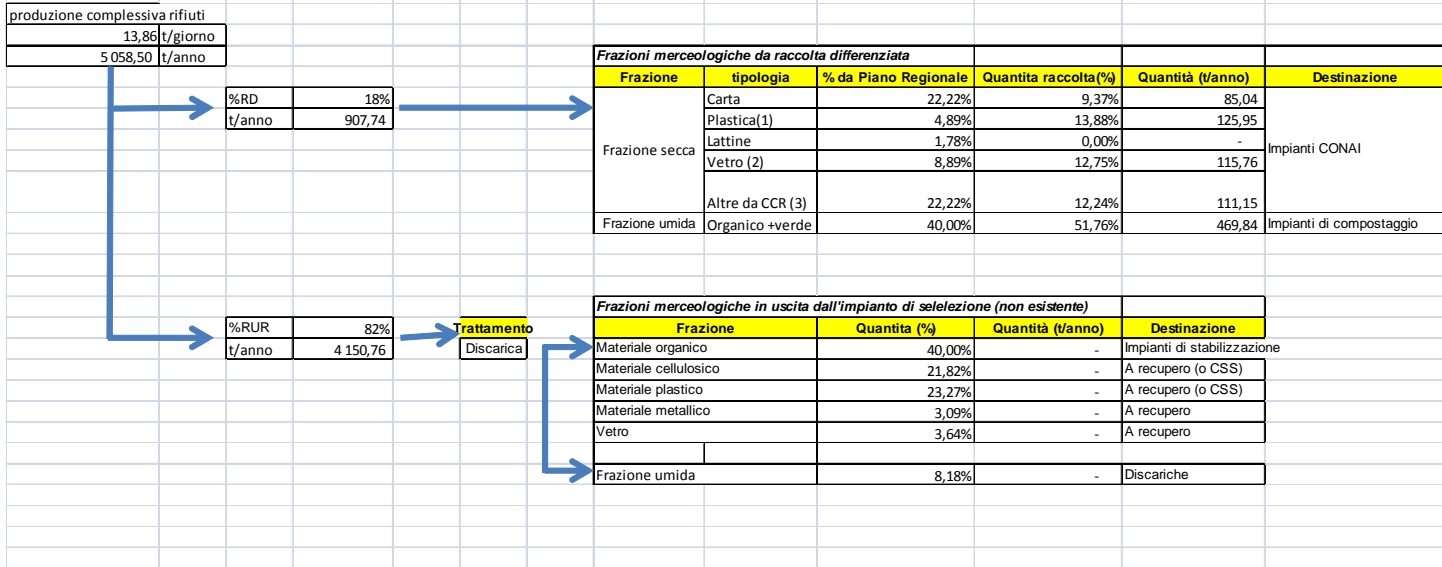 produzione complessiva rifiuti
13,86 t/giorno
5 058,50 t/anno
Frazioni merceologiche da raccolta differenziata
Frazione tipologia % da Piano Regionale Quantita raccolta(%) Quantità (t/anno) Destinazione
%RD 18%
t/anno 907,74
Frazione secca
Carta 22,22% 9,37% 85,04
Plastica(1) 4,89% 13,88% 125,95
Lattine 1,78% 0,00% -
Impianti CONAI
Vetro (2) 8,89% 12,75% 115,76
Altre da CCR (3) 22,22% 12,24% 111,15
Frazione umida Organico +verde 40,00% 51,76% 469,84 Impianti di compostaggio
%RUR 82%
t/anno 4 150,76
Trattamento
Discarica
Frazioni merceologiche in uscita dall'impianto di selelezione (non esistente)
Frazione Quantita (%) Quantità (t/anno) Destinazione
Materiale organico 40,00% - Impianti di stabilizzazione
Materiale cellulosico 21,82% - A recupero (o CSS)
Materiale plastico 23,27% - A recupero (o CSS)
Materiale metallico 3,09% - A recupero
Vetro 3,64% - A recupero
Frazione umida 8,18% - Discariche